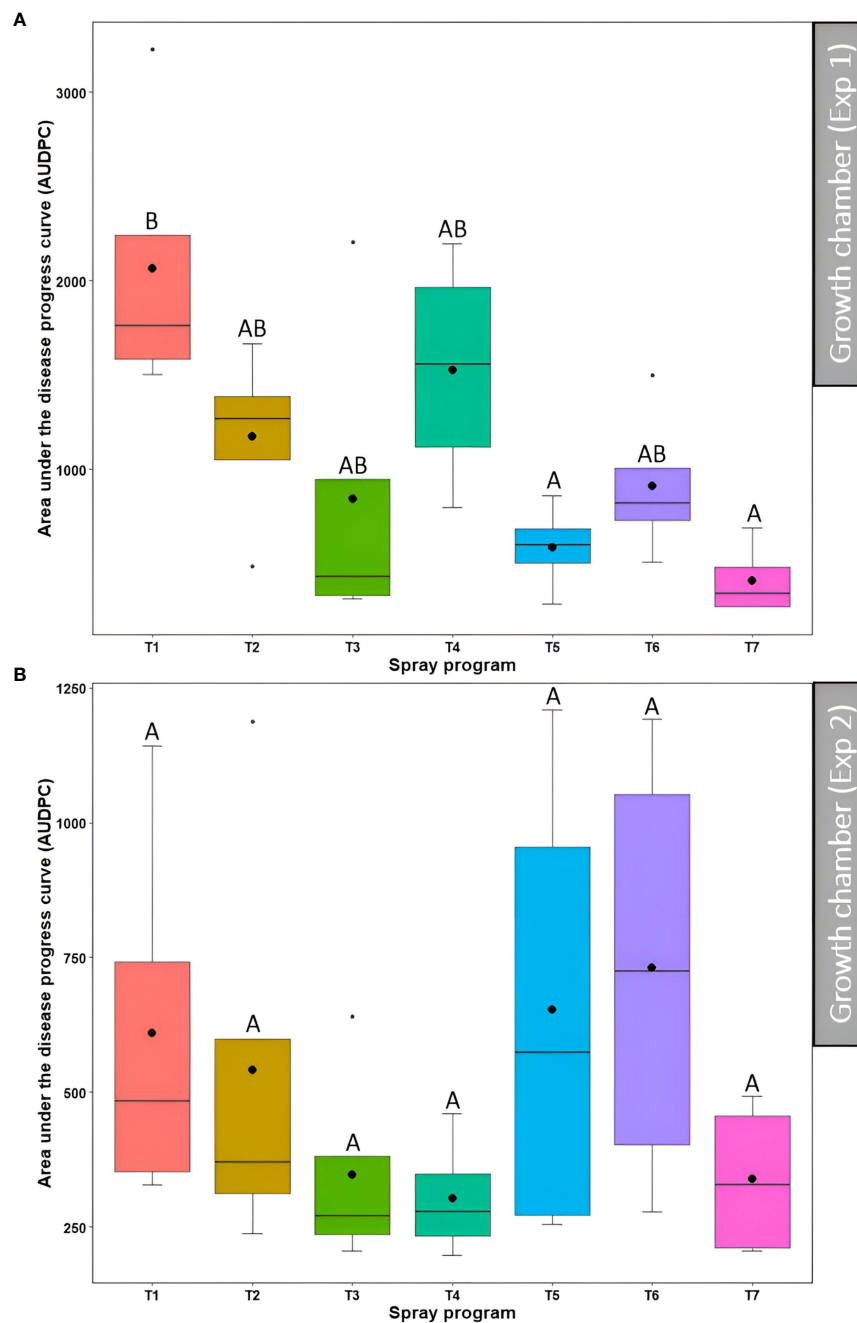 A
Area under the disease progress curve (AUDPC)
3000
2000
1000
B
AB
AB
AB
A
AB
A
T1 T2 T3 T4 T5 T6 T7
Spray program
Growth chamber (Exp 1)
B
Area under the disease progress curve (AUDPC)
1250
1000
750
500
250
A
A
A
A
A
A
A
T1 T2 T3 T4 T5 T6 T7
Spray program
Growth chamber (Exp 2)